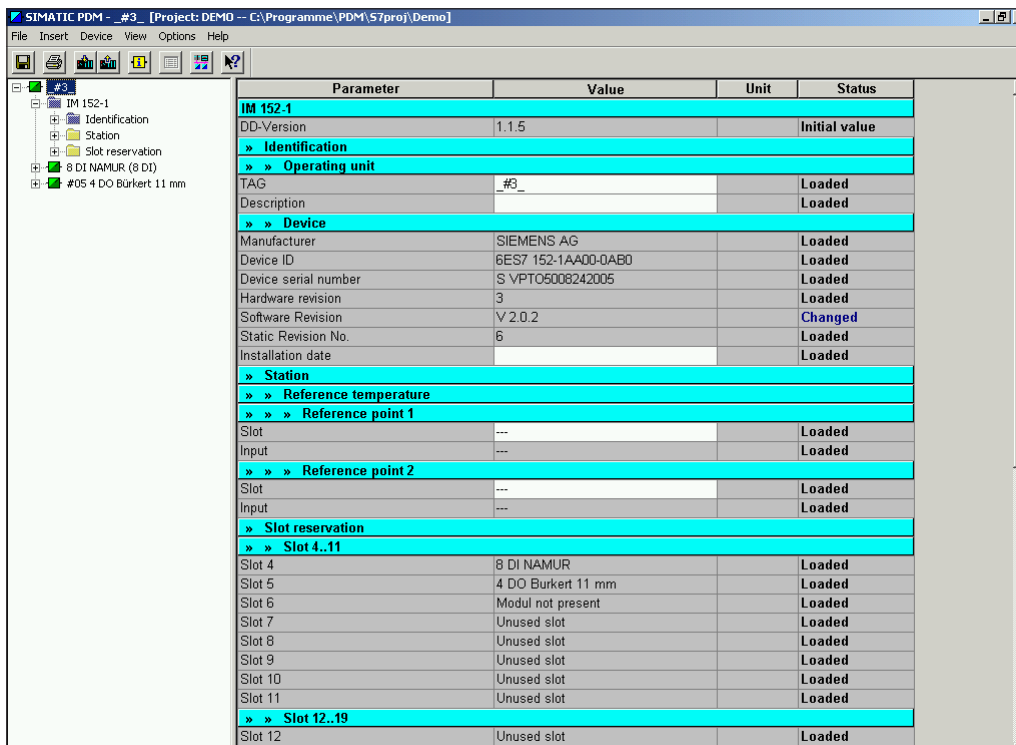 SIMATIC PDM - _#3_ [Project: DEMO -- C:\Programme\PDM\S7proj\Demo]
File Insert Device View Options Help
_#3_
IM 152-1
Identification
Station
Slot reservation
8 DI NAMUR (8 DI)
#05 4 DO Bürkert 11 mm
Parameter Value Unit Status
IM 152-1
DD-Version 1.1.5 Initial value
» Identification
» » Operating unit
TAG _#3_ Loaded
Description Loaded
» » Device
Manufacturer SIEMENS AG Loaded
Device ID 6ES7 152-1AA00-0AB0 Loaded
Device serial number S VPTO5008242005 Loaded
Hardware revision 3 Loaded
Software Revision V 2.0.2 Changed
Static Revision No. 6 Loaded
Installation date Loaded
» Station
» » Reference temperature
» » » Reference point 1
Slot --- Loaded
Input --- Loaded
» » » Reference point 2
Slot --- Loaded
Input --- Loaded
» Slot reservation
» » Slot 4..11
Slot 4 8 DI NAMUR Loaded
Slot 5 4 DO Burkert 11 mm Loaded
Slot 6 Modul not present Loaded
Slot 7 Unused slot Loaded
Slot 8 Unused slot Loaded
Slot 9 Unused slot Loaded
Slot 10 Unused slot Loaded
Slot 11 Unused slot Loaded
» » Slot 12..19
Slot 12 Unused slot Loaded